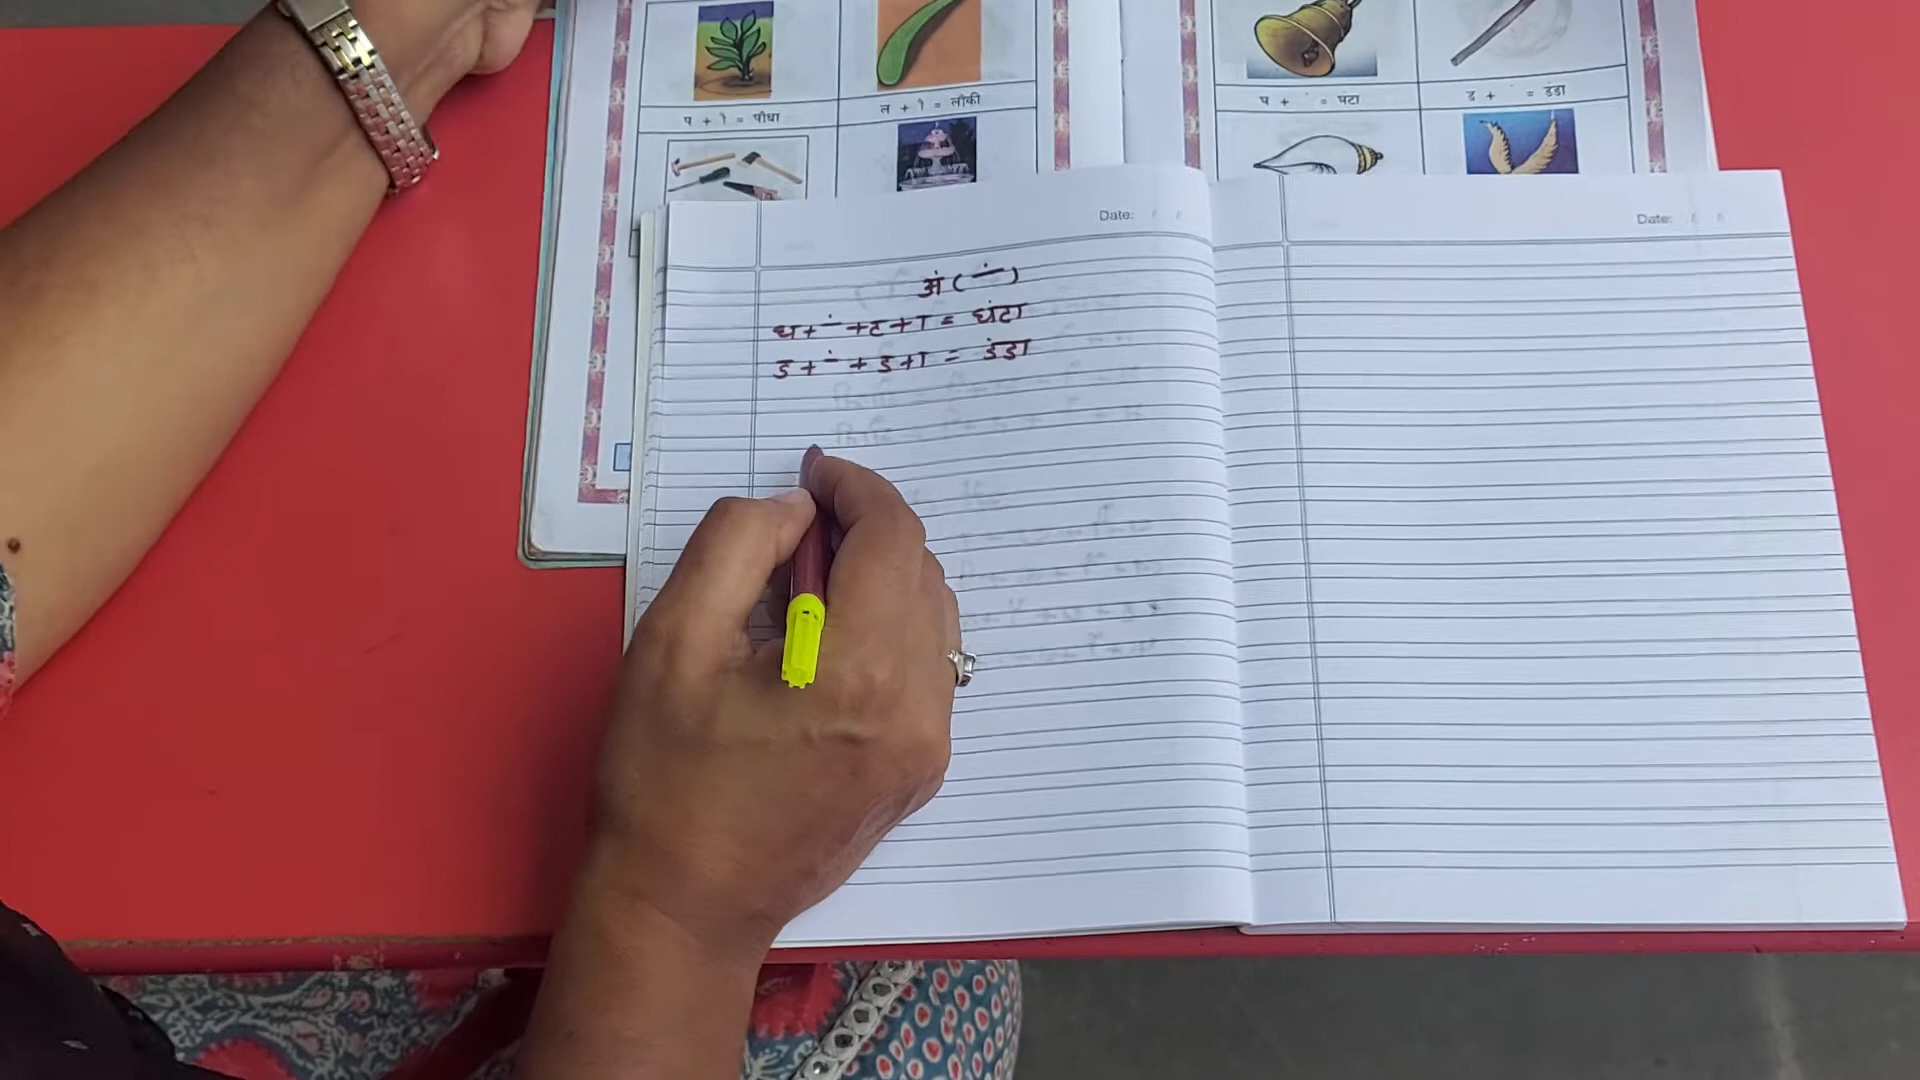 प + ौ = पौधा
ल + ौ = लौकी
घ + ं = घंटा
ड + ं = डंडा
Date:
Date:
अं ( ं )
घ + ं + ट + ा = घंटा
ड + ं + ड + ा = डंडा